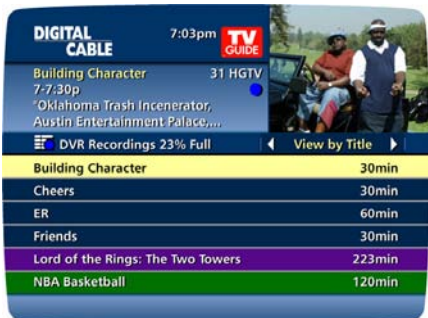 DIGITAL
CABLE
7:03pm
TV
GUIDE
Building Character 31 HGTV
7-7:30p
"Oklahoma Trash Incenerator,
Austin Entertainment Palace,....
DVR Recordings 23% Full
View by Title
Building Character 30min
Cheers 30min
ER 60min
Friends 30min
Lord of the Rings: The Two Towers 223min
NBA Basketball 120min